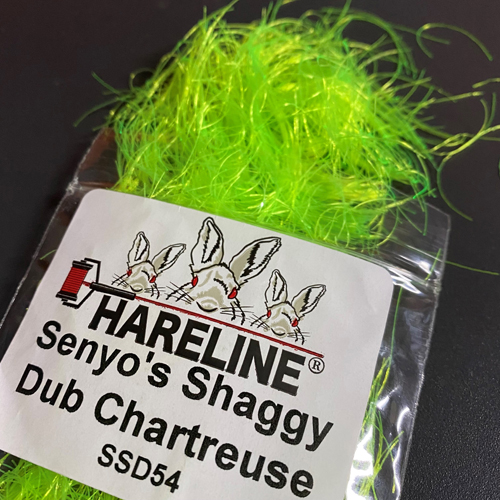 HARELINE®
Senyo's Shaggy
Dub Chartreuse
SSD54